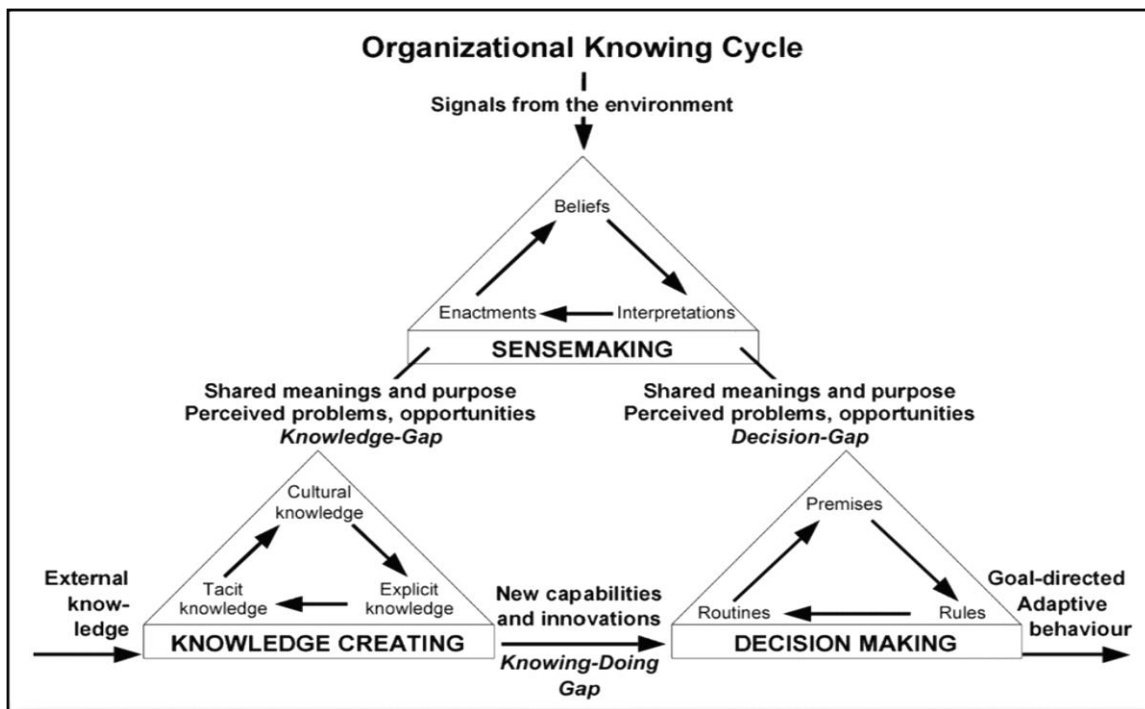 Organizational Knowing Cycle
Signals from the environment
Beliefs
Enactments
Interpretations
SENSEMAKING
Shared meanings and purpose
Perceived problems, opportunities
Knowledge-Gap
Shared meanings and purpose
Perceived problems, opportunities
Decision-Gap
External
know-
ledge
Cultural
knowledge
Tacit
knowledge
Explicit
knowledge
KNOWLEDGE CREATING
New capabilities
and innovations
Knowing-Doing
Gap
Premises
Routines
Rules
DECISION MAKING
Goal-directed
Adaptive
behaviour